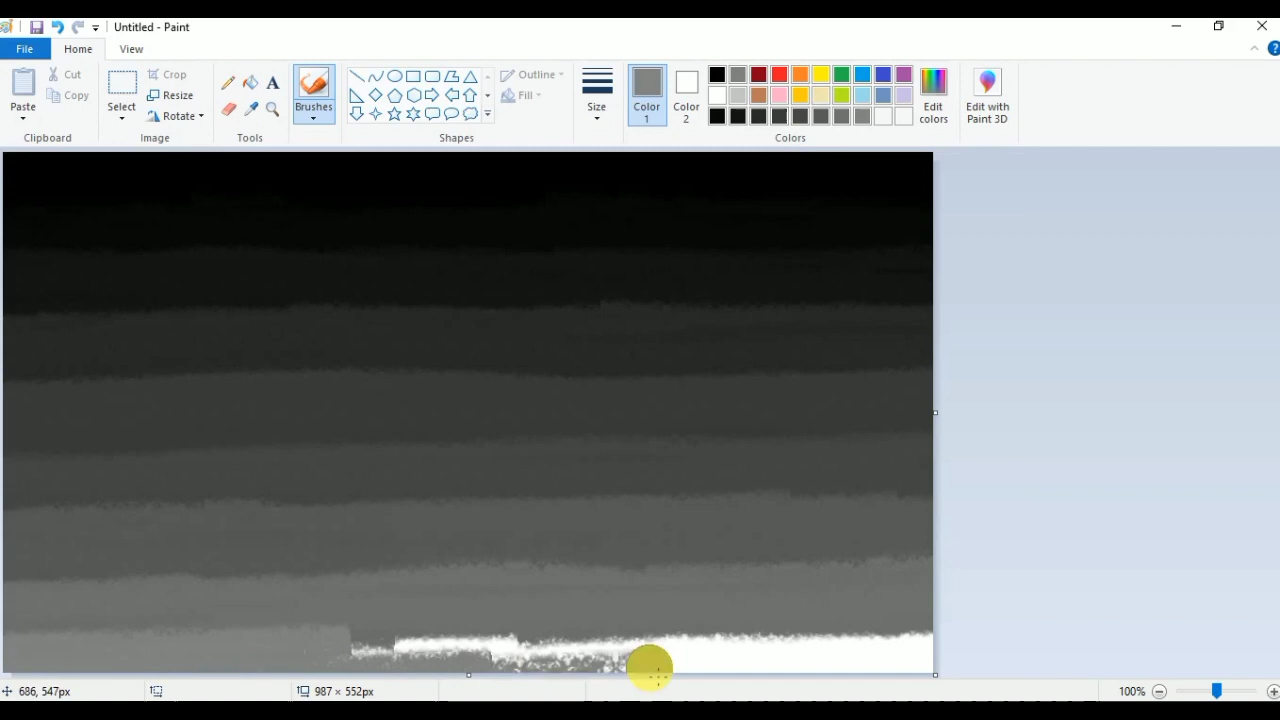 Untitled - Paint
File Home View
Paste
Cut
Copy
Clipboard
Select
Crop
Resize
Rotate
Image
A
Tools
Brushes
Shapes
Outline
Fill
Size
Color 1
Color 2
Colors
Edit colors
Edit with Paint 3D
?
686, 547px
987 × 552px
100%